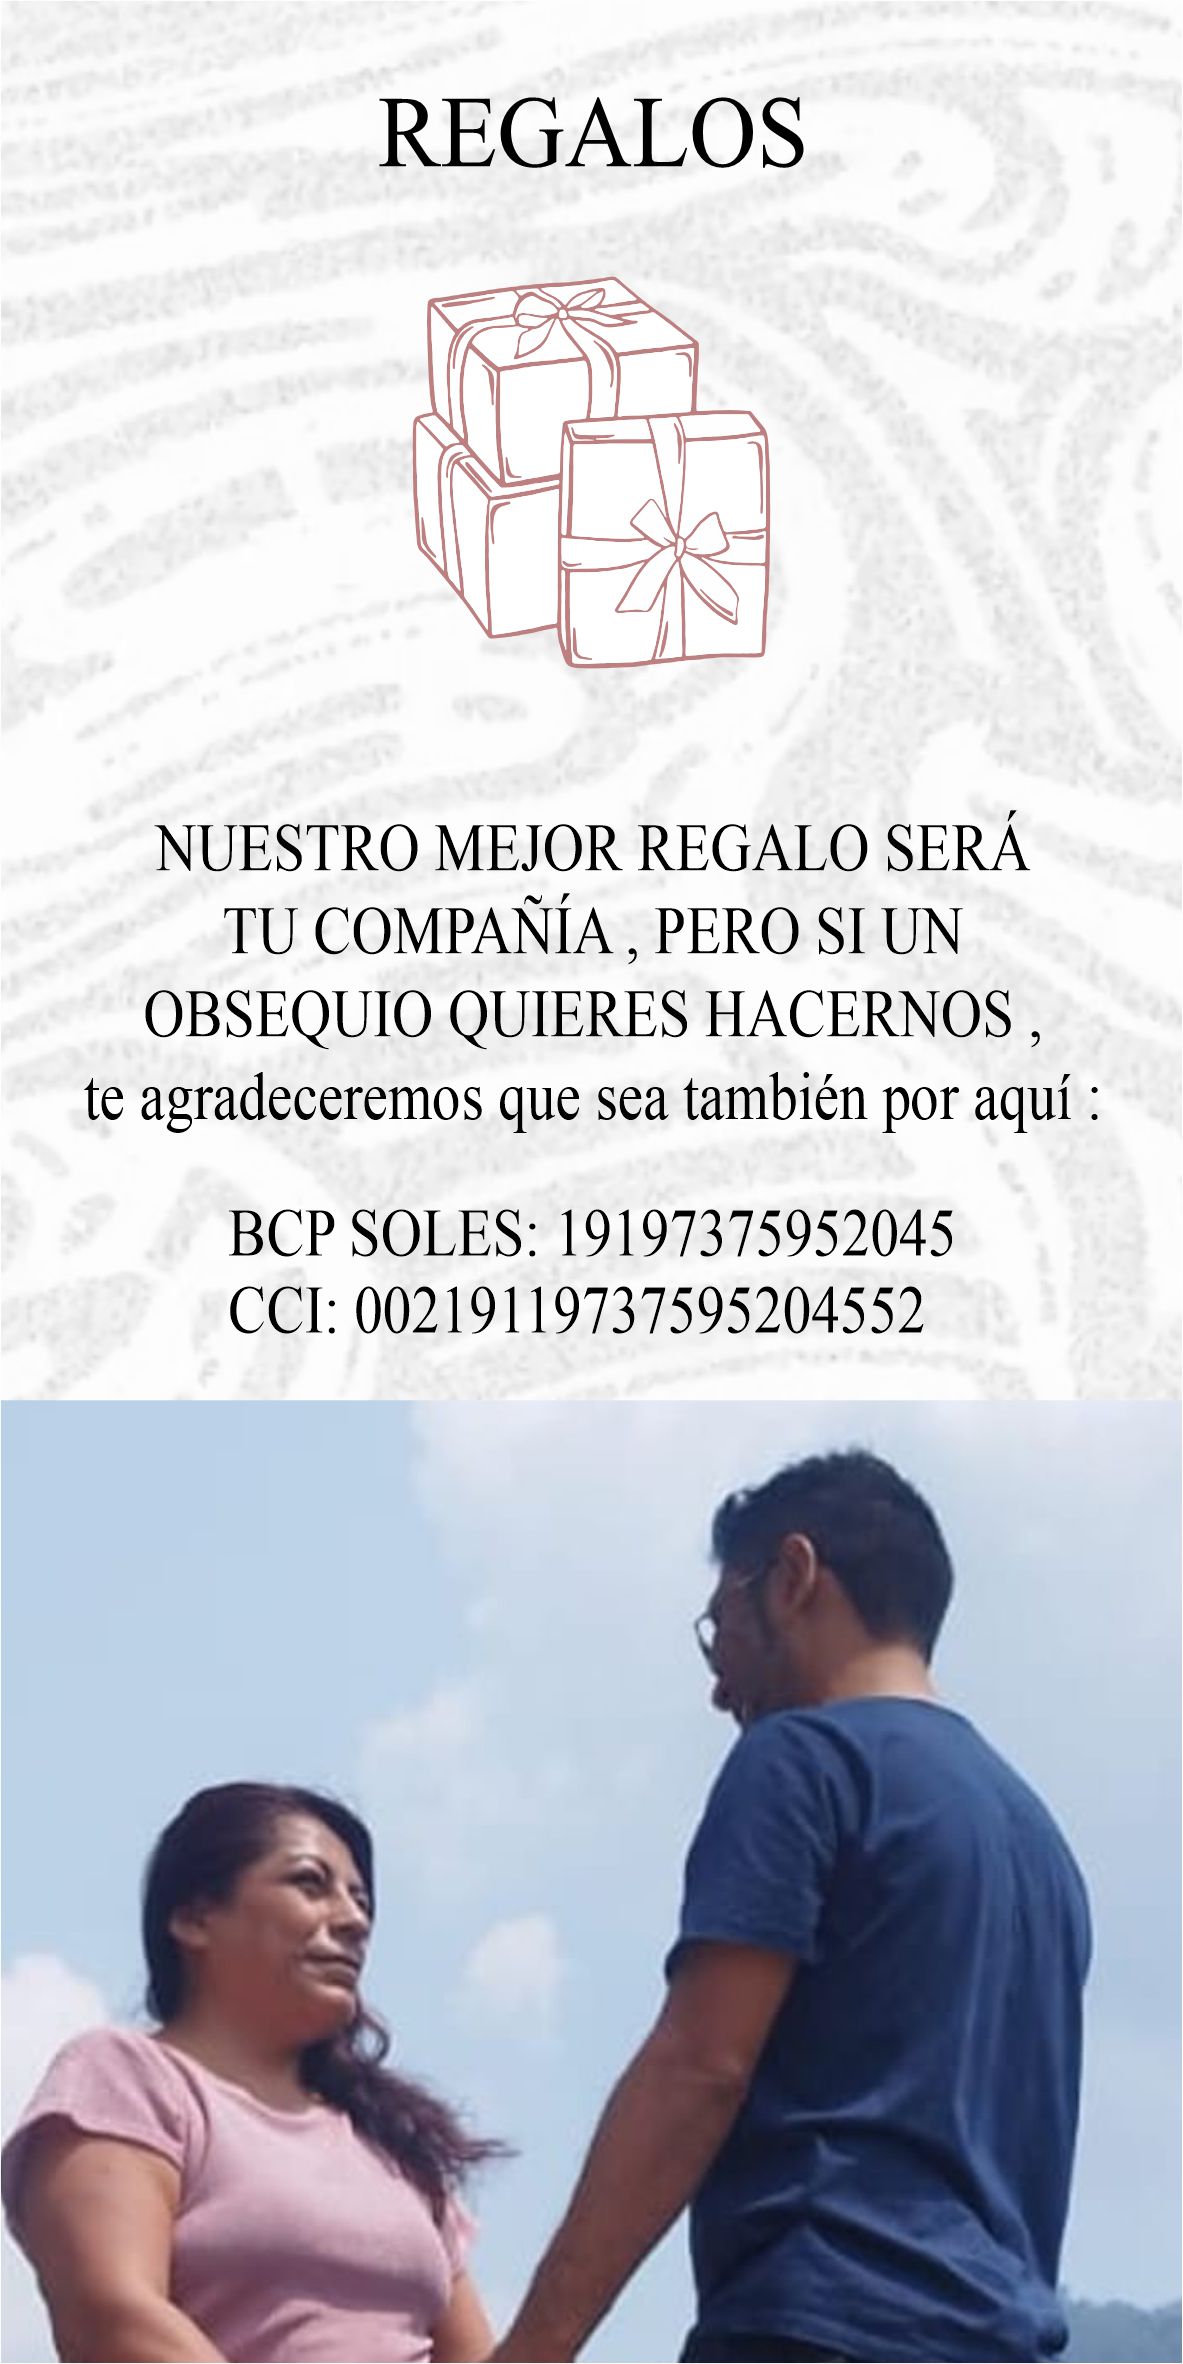 REGALOS
NUESTRO MEJOR REGALO SERÁ
TU COMPAÑÍA , PERO SI UN
OBSEQUIO QUIERES HACERNOS ,
te agradeceremos que sea también por aquí :
BCP SOLES: 19197375952045
CCI: 00219119737595204552